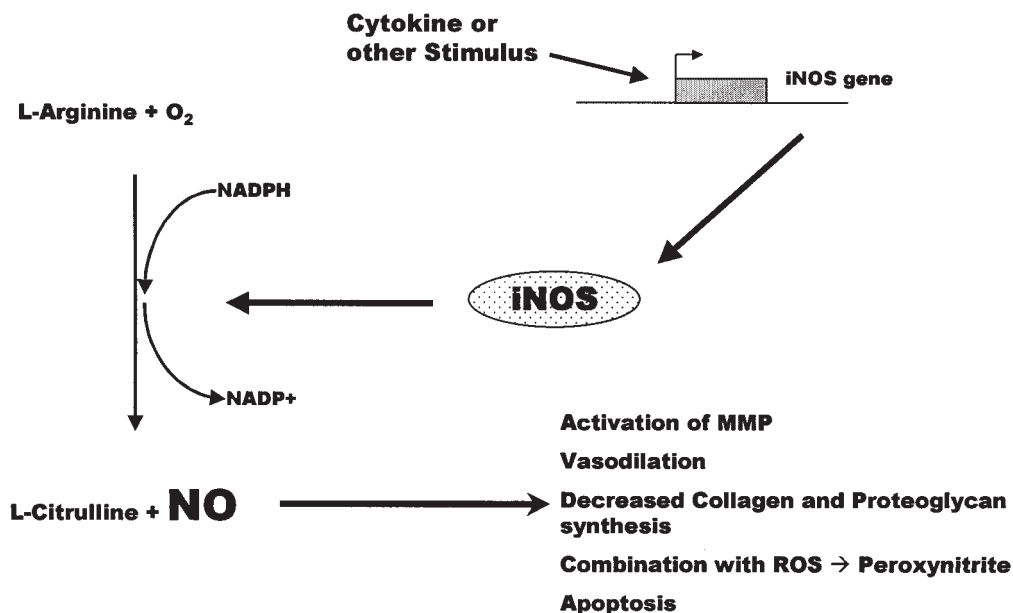 Cytokine or
other Stimulus
iNOS gene
L-Arginine + O₂
NADPH
iNOS
NADP+
Activation of MMP
Vasodilation
L-Citrulline + NO
Decreased Collagen and Proteoglycan
synthesis
Combination with ROS → Peroxynitrite
Apoptosis